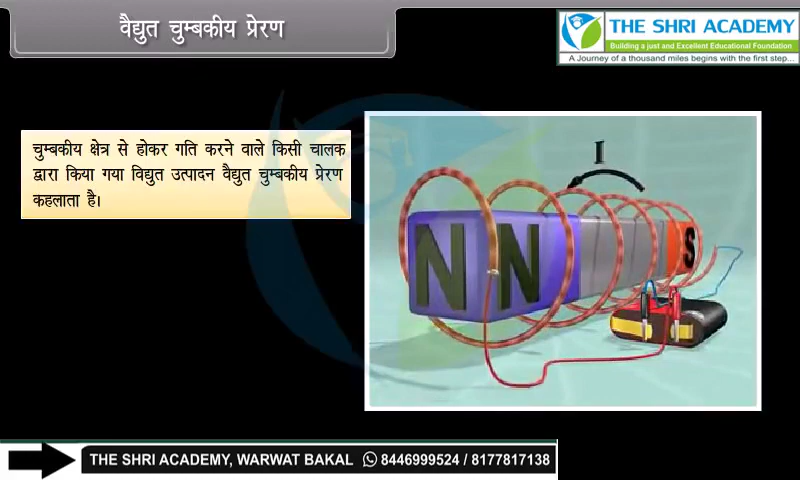 वैद्युत चुम्बकीय प्रेरण
THE SHRI ACADEMY
Building a just and Excellent Educational Foundation
A Journey of a thousand miles begins with the first step...
चुम्बकीय क्षेत्र से होकर गति करने वाले किसी चालक
द्वारा किया गया विद्युत उत्पादन वैद्युत चुम्बकीय प्रेरण
कहलाता है।
I
N N S
THE SHRI ACADEMY, WARWAT BAKAL 8446999524 / 8177817138